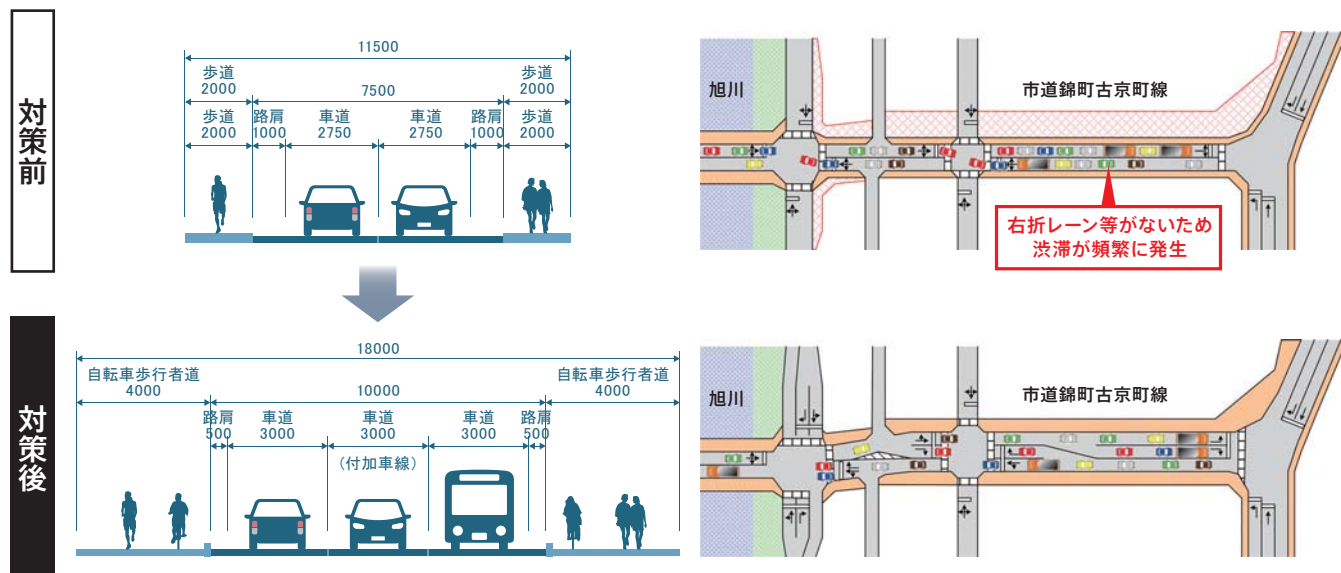 対策前
11500
歩道
2000
7500
歩道
2000
歩道
2000
路肩
1000
車道
2750
車道
2750
路肩
1000
歩道
2000
旭川
市道錦町古京町線
右折レーン等がないため
渋滞が頻繁に発生
対策後
18000
自転車歩行者道
4000
10000
自転車歩行者道
4000
路肩
500
車道
3000
車道
3000
(付加車線)
車道
3000
路肩
500
旭川
市道錦町古京町線